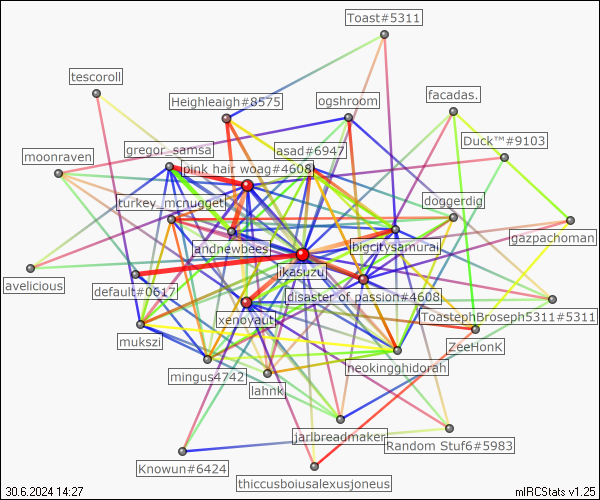 Toast#5311
tescoroll
Heighleaigh#8575
ogshroom
facadas.
Duck™#9103
gregor_samsa
asad#6947
moonraven
pink hair woag#4608
turkey_mcnugget
doggerdig
andnewbees
bigcitysamurai
gazpachoman
ikasuzu
avelicious
default#0617
disaster of passion#4608
xenoyaut
ToastephBroseph5311#5311
mukszi
ZeeHonK
neokingghidorah
mingus4742
lahnk
jarlbreadmaker
Random Stuf6#5983
Knowun#6424
thiccusboiusalexusjoneus
30.6.2024 14:27
mIRCStats v1.25